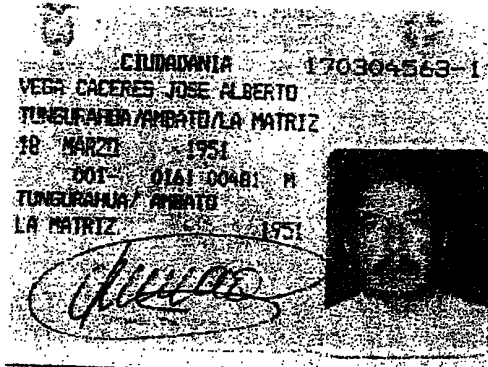 CIUDADANIA 170304563-1
VEGA CACERES JOSE ALBERTO
TUNGURAHUA/AMBATO/LA MATRIZ
18 MARZO 1951
001- 0161 00481 M
TUNGURAHUA/ AMBATO
LA MATRIZ 1951